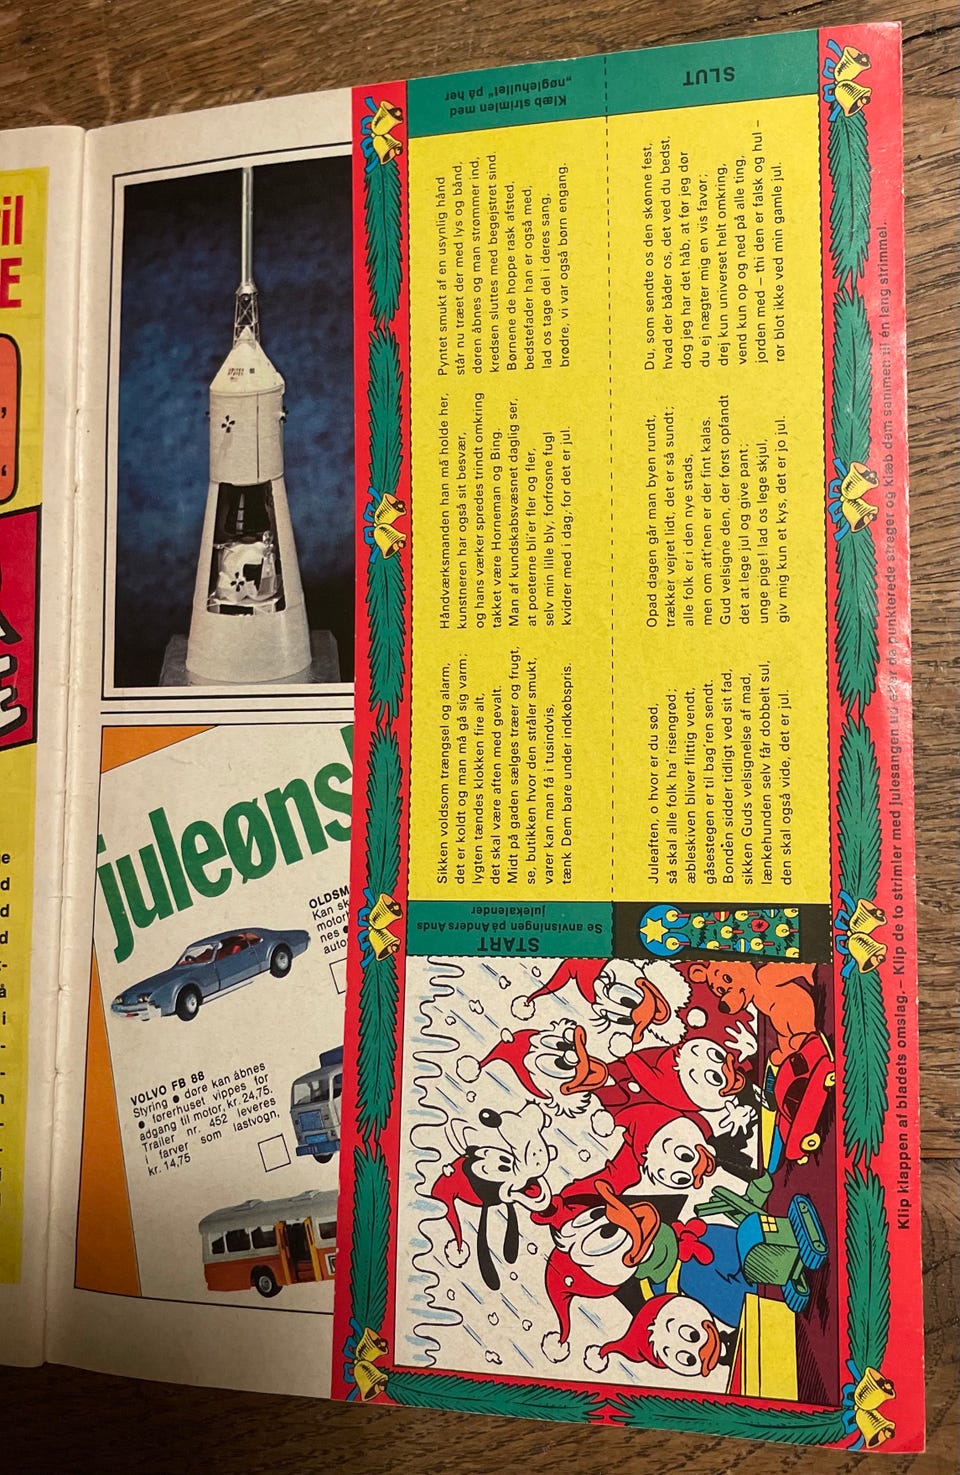 il
E
juleøns
OLDSM
Kan sk
motorh
nes ●
auto
VOLVO FB 88
Styring ● døre kan åbnes
● førerhuset vippes for
adgang til motor, kr. 24,75.
Trailer nr. 452 leveres
i farver som lastvogn,
kr. 14,75
START
Se anvisningen på Anders Ands
julekalender
Sikken voldsom trængsel og alarm,
det er koldt og man må gå sig varm;
lygten tændes klokken fire alt,
det skal være aften med gevalt.
Midt på gaden sælges træer og frugt,
se, butikken hvor den stråler smukt,
varer kan man få i tusindvis,
tænk Dem bare under indkøbspris.
Håndværksmanden han må holde her,
kunstneren har også sit besvær,
og hans værker spredes trindt omkring
takket være Horneman og Bing.
Man af kundskabsvæsnet daglig ser,
at poeterne bli'er fler og fler,
selv min lille bly, forfrosne fugl
kvidrer med i dag, for det er jul.
Pyntet smukt af en usynlig hånd
står nu træet der med lys og bånd,
døren åbnes og man strømmer ind,
kredsen sluttes med begejstret sind.
Børnene de hoppe rask afsted,
bedstefader han er også med,
lad os tage del i deres sang,
brødre, vi var også børn engang.
Klæb strimlen med
„nøglehullet" på her
Juleaften, o hvor er du sød,
så skal alle folk ha' risengrød;
æbleskiven bliver flittig vendt,
gåsestegen er til bag'ren sendt.
Bonden sidder tidligt ved sit fad,
sikken Guds velsignelse af mad,
lænkehunden selv får dobbelt sul,
den skal også vide, det er jul.
Opad dagen går man byen rundt,
trækker vejret lidt, det er så sundt;
alle folk er i den nye stads,
men om aft'nen er der fint kalas.
Gud velsigne den, der først opfandt
det at lege jul og give pant;
unge pige! lad os lege skjul,
giv mig kun et kys, det er jo jul.
Du, som sendte os den skønne fest,
hvad der båder os, det ved du bedst,
dog jeg har det håb, at før jeg dør
du ej nægter mig en vis favør;
drej kun universet helt omkring,
vend kun op og ned på alle ting,
jorden med – thi den er falsk og hul –
rør blot ikke ved min gamle jul.
SLUT
Klip klappen af bladets omslag. – Klip de to strimler med julesangen ud efter de punkterede streger og klæb dem sammen til én lang strimmel.